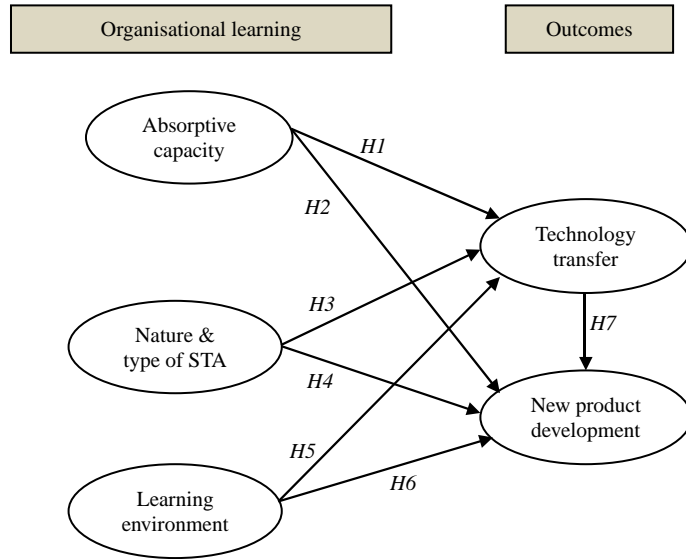 Organisational learning
Outcomes
Absorptive
capacity
H1
H2
Technology
transfer
H3
Nature &
type of STA
H7
H4
New product
development
H5
H6
Learning
environment